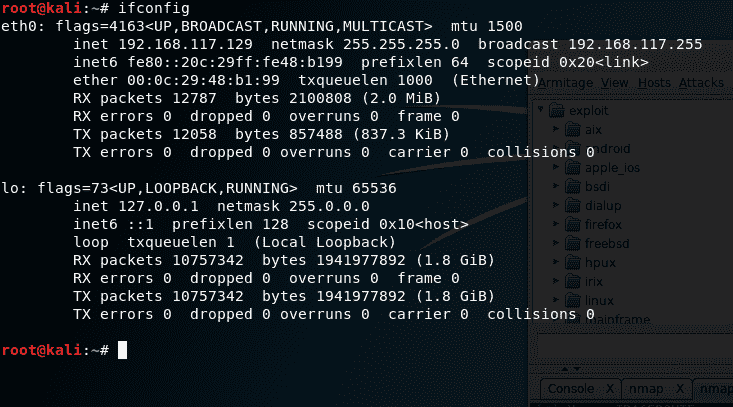 root@kali:~# ifconfig
eth0: flags=4163<UP,BROADCAST,RUNNING,MULTICAST>  mtu 1500
        inet 192.168.117.129  netmask 255.255.255.0  broadcast 192.168.117.255
        inet6 fe80::20c:29ff:fe48:b199  prefixlen 64  scopeid 0x20<link>
        ether 00:0c:29:48:b1:99  txqueuelen 1000  (Ethernet)
        RX packets 12787  bytes 2100808 (2.0 MiB)
        RX errors 0  dropped 0  overruns 0  frame 0
        TX packets 12058  bytes 857488 (837.3 KiB)
        TX errors 0  dropped 0 overruns 0  carrier 0  collisions 0

lo: flags=73<UP,LOOPBACK,RUNNING>  mtu 65536
        inet 127.0.0.1  netmask 255.0.0.0
        inet6 ::1  prefixlen 128  scopeid 0x10<host>
        loop  txqueuelen 1  (Local Loopback)
        RX packets 10757342  bytes 1941977892 (1.8 GiB)
        RX errors 0  dropped 0  overruns 0  frame 0
        TX packets 10757342  bytes 1941977892 (1.8 GiB)
        TX errors 0  dropped 0 overruns 0  carrier 0  collisions 0

root@kali:~#
Armitage View Hosts Attacks
exploit
aix
android
apple_ios
bsdi
dialup
firefox
freebsd
hpux
irix
linux
mainframe
Console X nmap X nmap